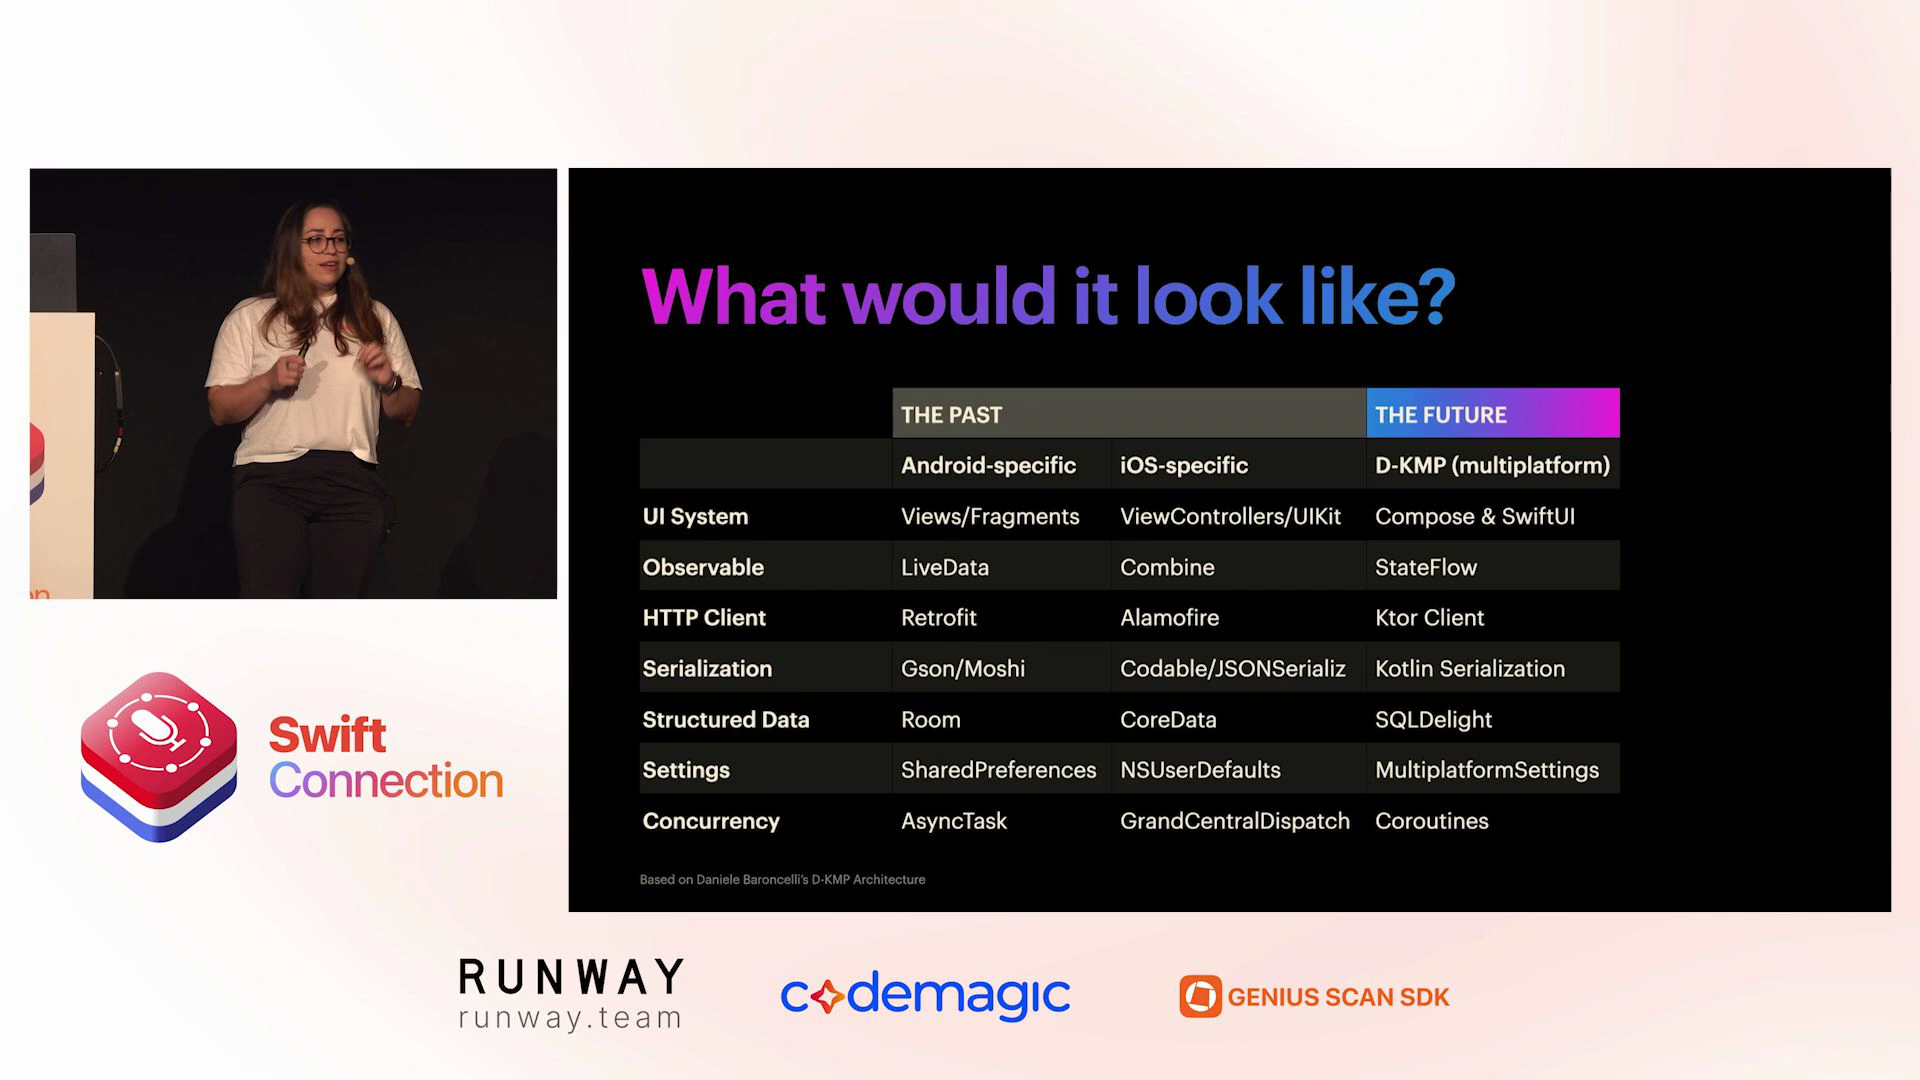 What would it look like?
THE PAST THE FUTURE
Android-specific iOS-specific D-KMP (multiplatform)
UI System Views/Fragments ViewControllers/UIKit Compose & SwiftUI
Observable LiveData Combine StateFlow
HTTP Client Retrofit Alamofire Ktor Client
Serialization Gson/Moshi Codable/JSONSerializ Kotlin Serialization
Structured Data Room CoreData SQLDelight
Settings SharedPreferences NSUserDefaults MultiplatformSettings
Concurrency AsyncTask GrandCentralDispatch Coroutines
Based on Daniele Baroncelli's D-KMP Architecture
on
Swift
Connection
RUNWAY
runway.team
codemagic
GENIUS SCAN SDK